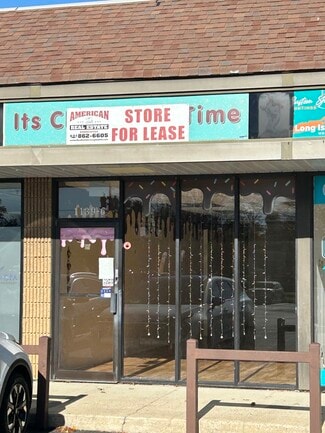 Its C Time
AMERICAN
REAL ESTATE
862-6605
STORE
FOR LEASE
Long Is